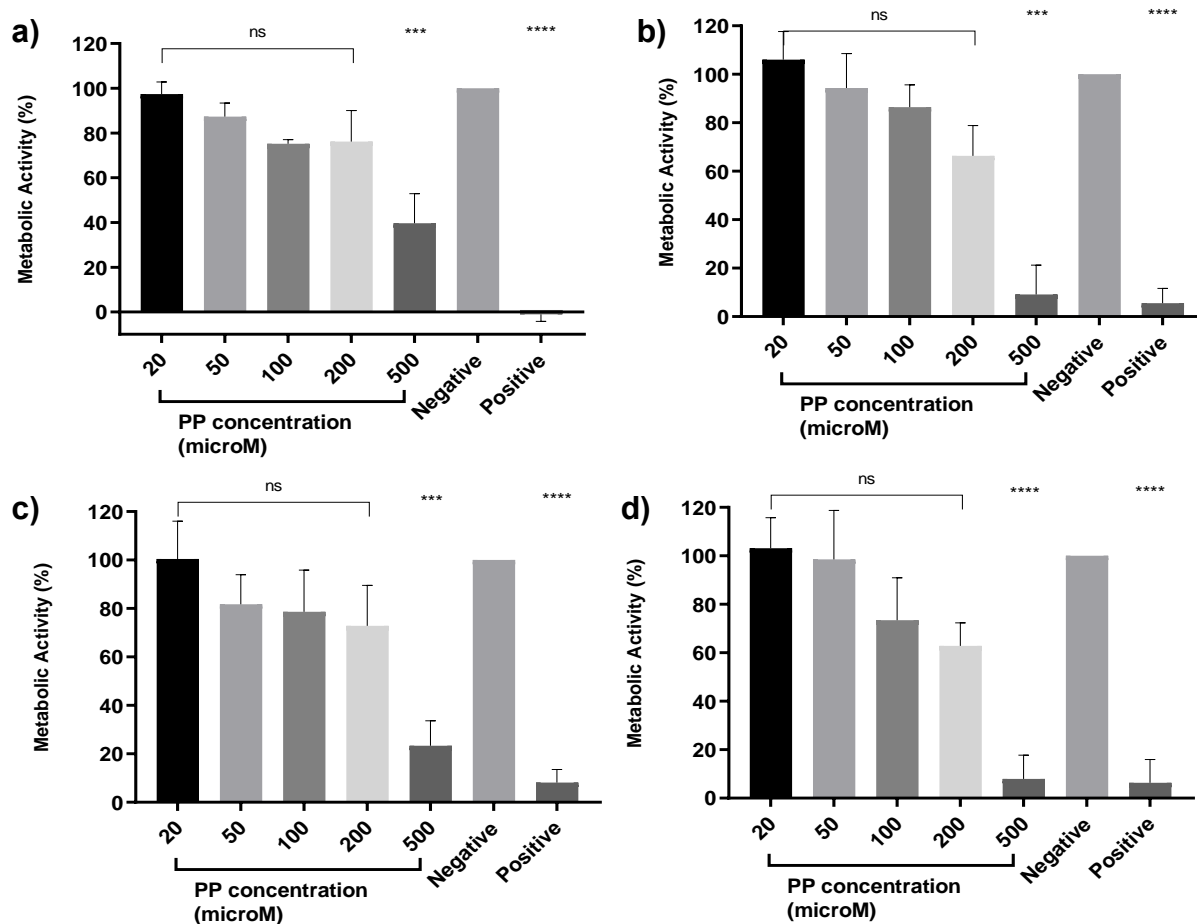 a)
ns
***
****
120
100
80
60
40
20
0
Metabolic Activity (%)
20
50
100
200
500
Negative
Positive
PP concentration
(microM)
b)
ns
***
****
120
100
80
60
40
20
0
Metabolic Activity (%)
20
50
100
200
500
Negative
Positive
PP concentration
(microM)
c)
ns
***
****
120
100
80
60
40
20
0
Metabolic Activity (%)
20
50
100
200
500
Negative
Positive
PP concentration
(microM)
d)
ns
****
****
120
100
80
60
40
20
0
Metabolic Activity (%)
20
50
100
200
500
Negative
Positive
PP concentration
(microM)